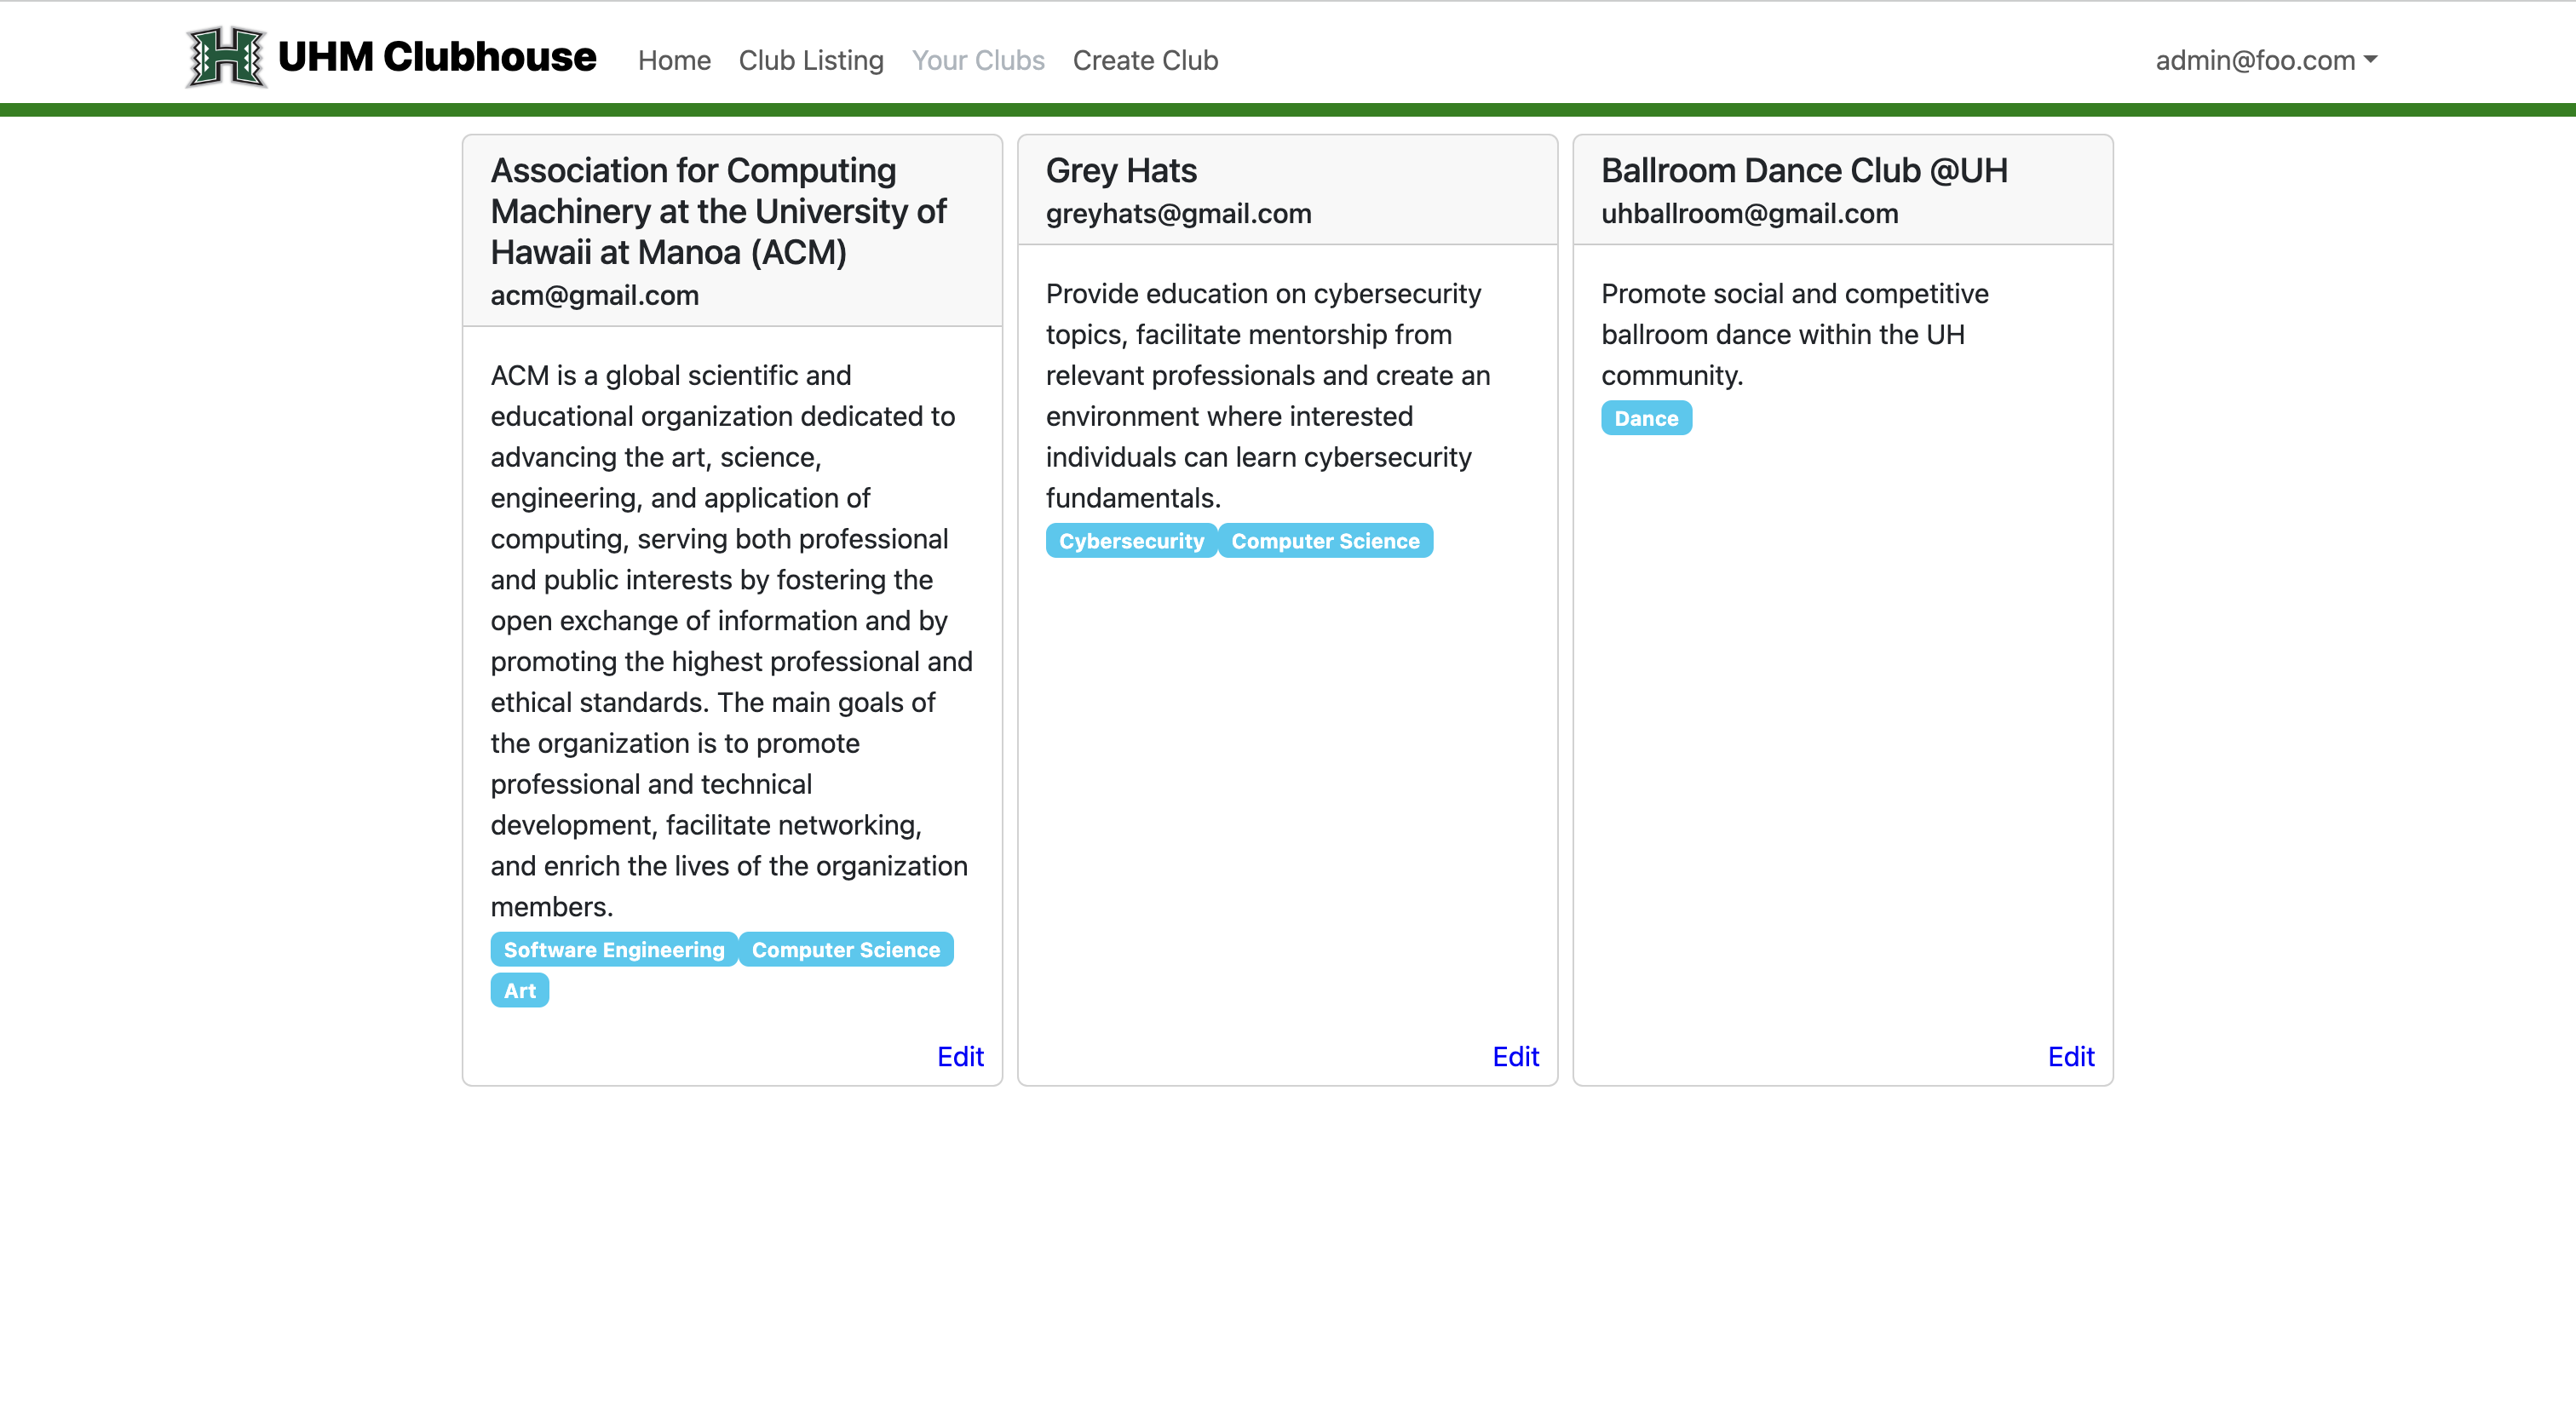 UHM Clubhouse Home Club Listing Your Clubs Create Club admin@foo.com
Association for Computing
Machinery at the University of
Hawaii at Manoa (ACM)
acm@gmail.com
ACM is a global scientific and
educational organization dedicated to
advancing the art, science,
engineering, and application of
computing, serving both professional
and public interests by fostering the
open exchange of information and by
promoting the highest professional and
ethical standards. The main goals of
the organization is to promote
professional and technical
development, facilitate networking,
and enrich the lives of the organization
members.
Software Engineering Computer Science
Art
Edit
Grey Hats
greyhats@gmail.com
Provide education on cybersecurity
topics, facilitate mentorship from
relevant professionals and create an
environment where interested
individuals can learn cybersecurity
fundamentals.
Cybersecurity Computer Science
Edit
Ballroom Dance Club @UH
uhballroom@gmail.com
Promote social and competitive
ballroom dance within the UH
community.
Dance
Edit